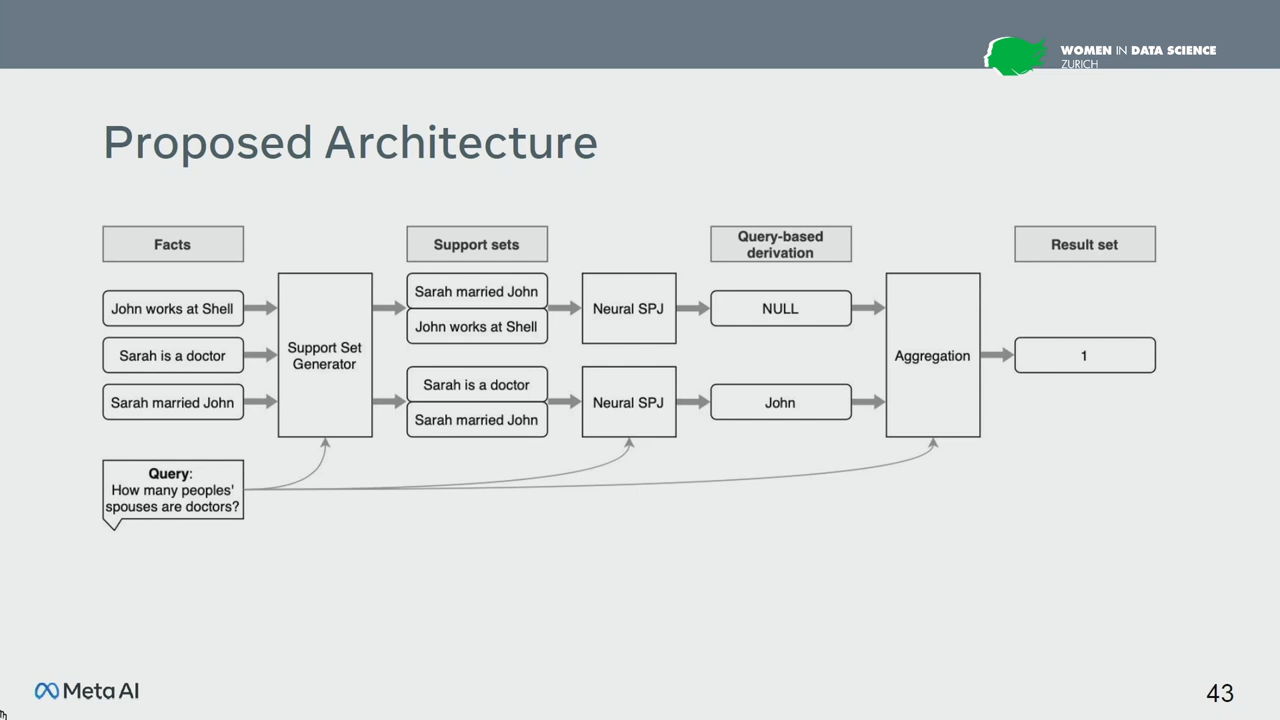 WOMEN IN DATA SCIENCE
ZURICH
Proposed Architecture
Facts
Support sets
Query-based
derivation
Result set
John works at Shell
Sarah is a doctor
Sarah married John
Support Set
Generator
Sarah married John
John works at Shell
Sarah is a doctor
Sarah married John
Neural SPJ
Neural SPJ
NULL
John
Aggregation
1
Query:
How many peoples'
spouses are doctors?
Meta AI
43